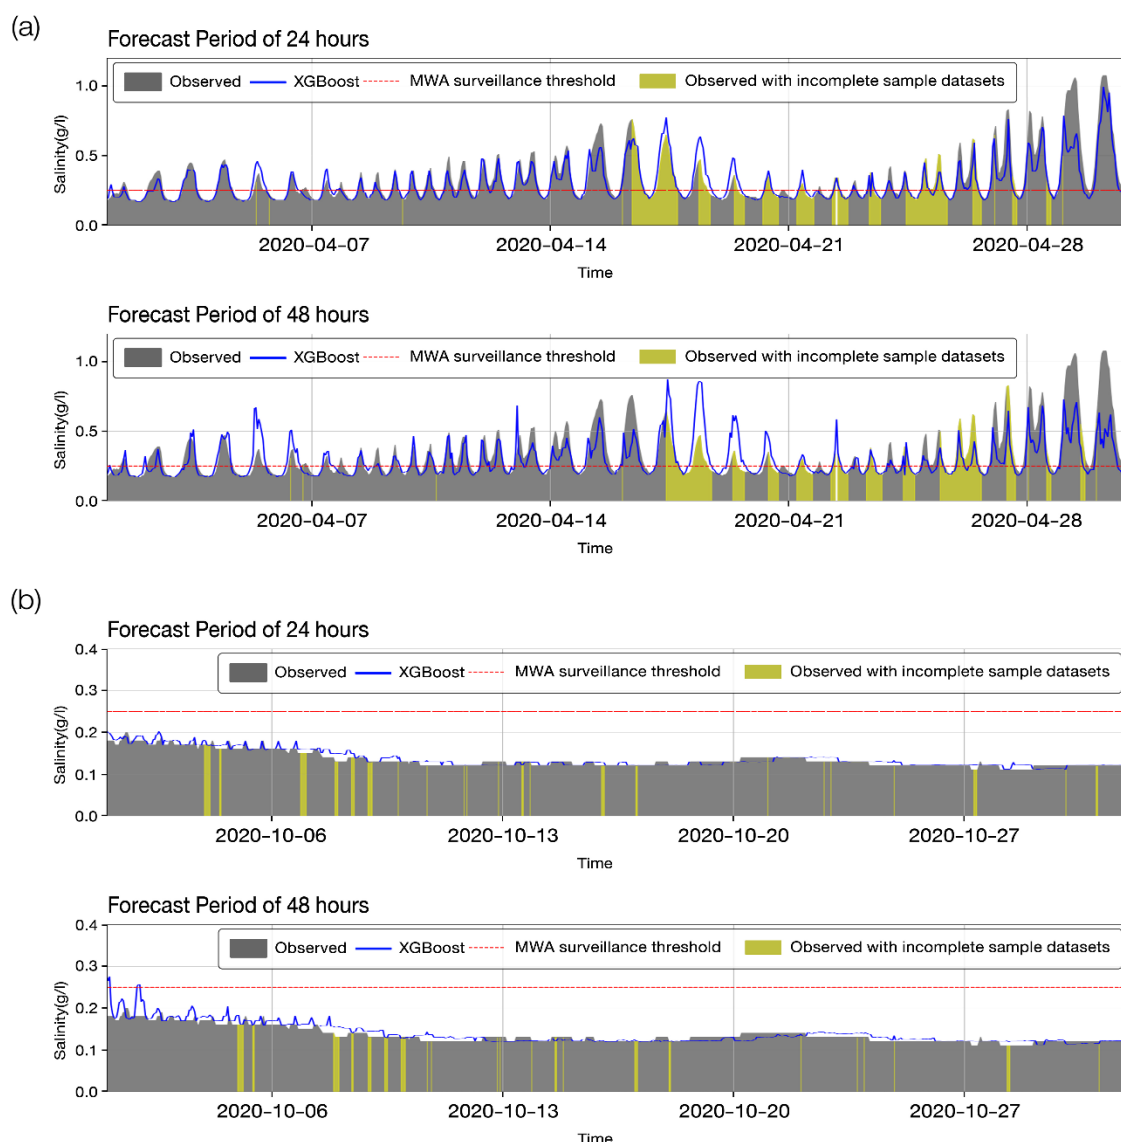 (a)
Forecast Period of 24 hours
Observed XGBoost MWA surveillance threshold Observed with incomplete sample datasets
Salinity(g/l)
1.0
0.5
0.0
2020-04-07 2020-04-14 2020-04-21 2020-04-28
Time
Forecast Period of 48 hours
Observed XGBoost MWA surveillance threshold Observed with incomplete sample datasets
Salinity(g/l)
1.0
0.5
0.0
2020-04-07 2020-04-14 2020-04-21 2020-04-28
Time
(b)
Forecast Period of 24 hours
Observed XGBoost MWA surveillance threshold Observed with incomplete sample datasets
Salinity(g/l)
0.4
0.3
0.2
0.1
0.0
2020-10-06 2020-10-13 2020-10-20 2020-10-27
Time
Forecast Period of 48 hours
Observed XGBoost MWA surveillance threshold Observed with incomplete sample datasets
Salinity(g/l)
0.4
0.3
0.2
0.1
0.0
2020-10-06 2020-10-13 2020-10-20 2020-10-27
Time